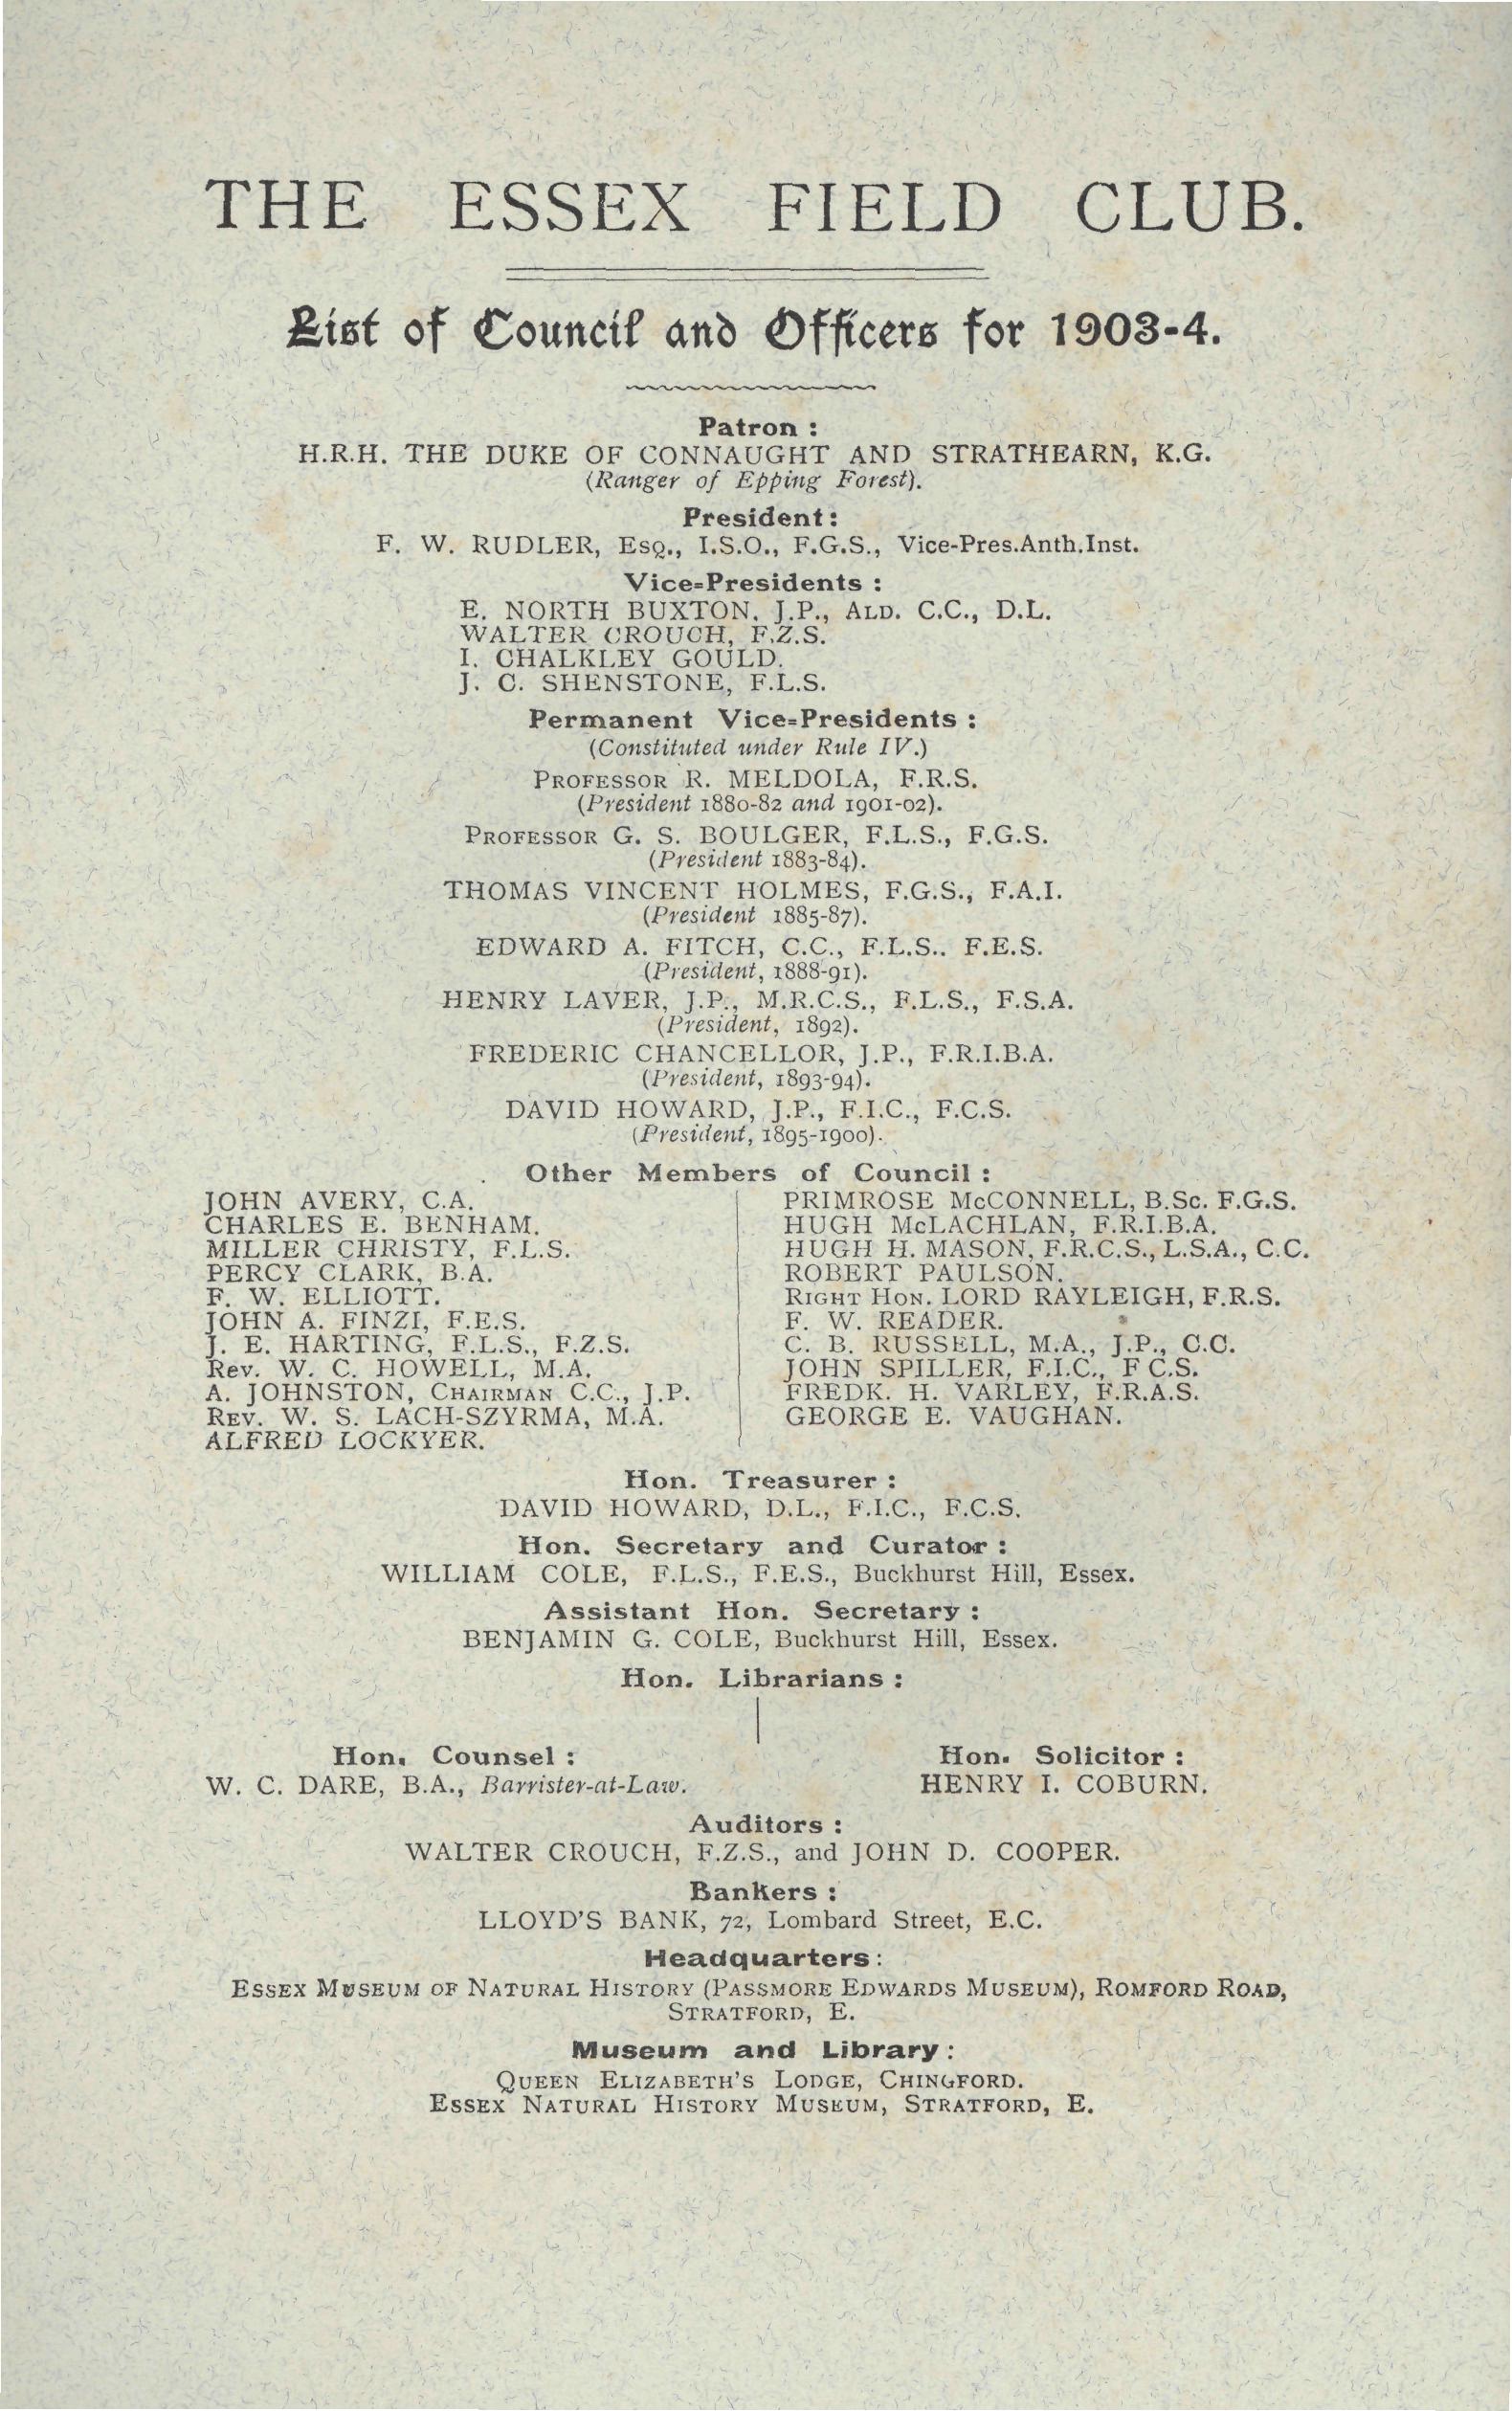 THE ESSEX FIELD CLUB.
List of Council and Officers for 1903-4.
Patron :
H.R.H. THE DUKE OF CONNAUGHT AND STRATHEARN, K.G.
(Ranger of Epping Forest).
President:
F. W. RUDLER, Esq., I.S.O., F.G.S., Vice-Pres.Anth.Inst.
Vice-Presidents :
E. NORTH BUXTON, J.P., ALD. C.C., D.L.
WALTER CROUCH, F.Z.S.
I. CHALKLEY GOULD.
J. C. SHENSTONE, F.L.S.
Permanent Vice-Presidents :
(Constituted under Rule IV.)
PROFESSOR R. MELDOLA, F.R.S.
(President 1880-82 and 1901-02).
PROFESSOR G. S. BOULGER, F.L.S., F.G.S.
(President 1883-84).
THOMAS VINCENT HOLMES, F.G.S., F.A.I.
(President 1885-87).
EDWARD A. FITCH, C.C., F.L.S.. F.E.S.
(President, 1888-91).
HENRY LAVER, J.P., M.R.C.S., F.L.S., F.S.A.
(President, 1892).
FREDERIC CHANCELLOR, J.P., F.R.I.B.A.
(President, 1893-94).
DAVID HOWARD, J.P., F.I.C., F.C.S.
(President, 1895-1900).
Other Members of Council :
JOHN AVERY, C.A.
CHARLES E. BENHAM.
MILLER CHRISTY, F.L.S.
PERCY CLARK, B.A.
F. W. ELLIOTT.
JOHN A. FINZI, F.E.S.
J. E. HARTING, F.L.S., F.Z.S.
Rev. W. C. HOWELL, M.A.
A. JOHNSTON, CHAIRMAN C.C., J.P.
REV. W. S. LACH-SZYRMA, M.A.
ALFRED LOCKYER.
PRIMROSE McCONNELL, B.Sc. F.G.S.
HUGH McLACHLAN, F.R.I.B.A.
HUGH H. MASON, F.R.C.S., L.S.A., C.C.
ROBERT PAULSON.
RIGHT HON. LORD RAYLEIGH, F.R.S.
F. W. READER.
C. B. RUSSELL, M.A., J.P., C.C.
JOHN SPILLER, F.I.C., F C.S.
FREDK. H. VARLEY, F.R.A.S.
GEORGE E. VAUGHAN.
Hon. Treasurer :
DAVID HOWARD, D.L., F.I.C., F.C.S.
Hon. Secretary and Curator :
WILLIAM COLE, F.L.S., F.E.S., Buckhurst Hill, Essex.
Assistant Hon. Secretary :
BENJAMIN G. COLE, Buckhurst Hill, Essex.
Hon. Librarians :
Hon. Counsel :
W. C. DARE, B.A., Barrister-at-Law.
Hon. Solicitor :
HENRY I. COBURN.
Auditors :
WALTER CROUCH, F.Z.S., and JOHN D. COOPER.
Bankers :
LLOYD'S BANK, 72, Lombard Street, E.C.
Headquarters:
ESSEX MUSEUM OF NATURAL HISTORY (PASSMORE EDWARDS MUSEUM), ROMFORD ROAD,
STRATFORD, E.
Museum and Library:
QUEEN ELIZABETH'S LODGE, CHINGFORD.
ESSEX NATURAL HISTORY MUSEUM, STRATFORD, E.